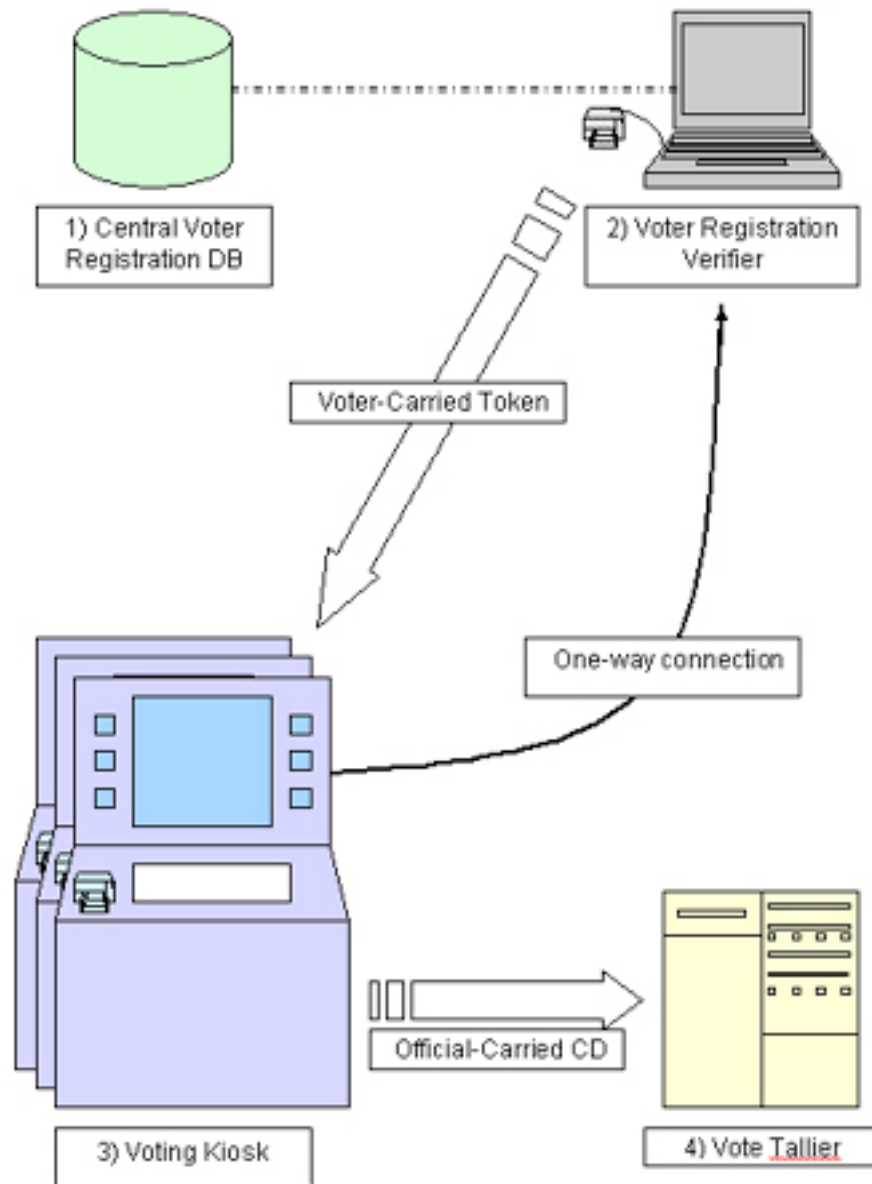 1) Central Voter
Registration DB
2) Voter Registration
Verifier
Voter-Carried Token
One-way connection
Official-Carried CD
3) Voting Kiosk
4) Vote Tallier